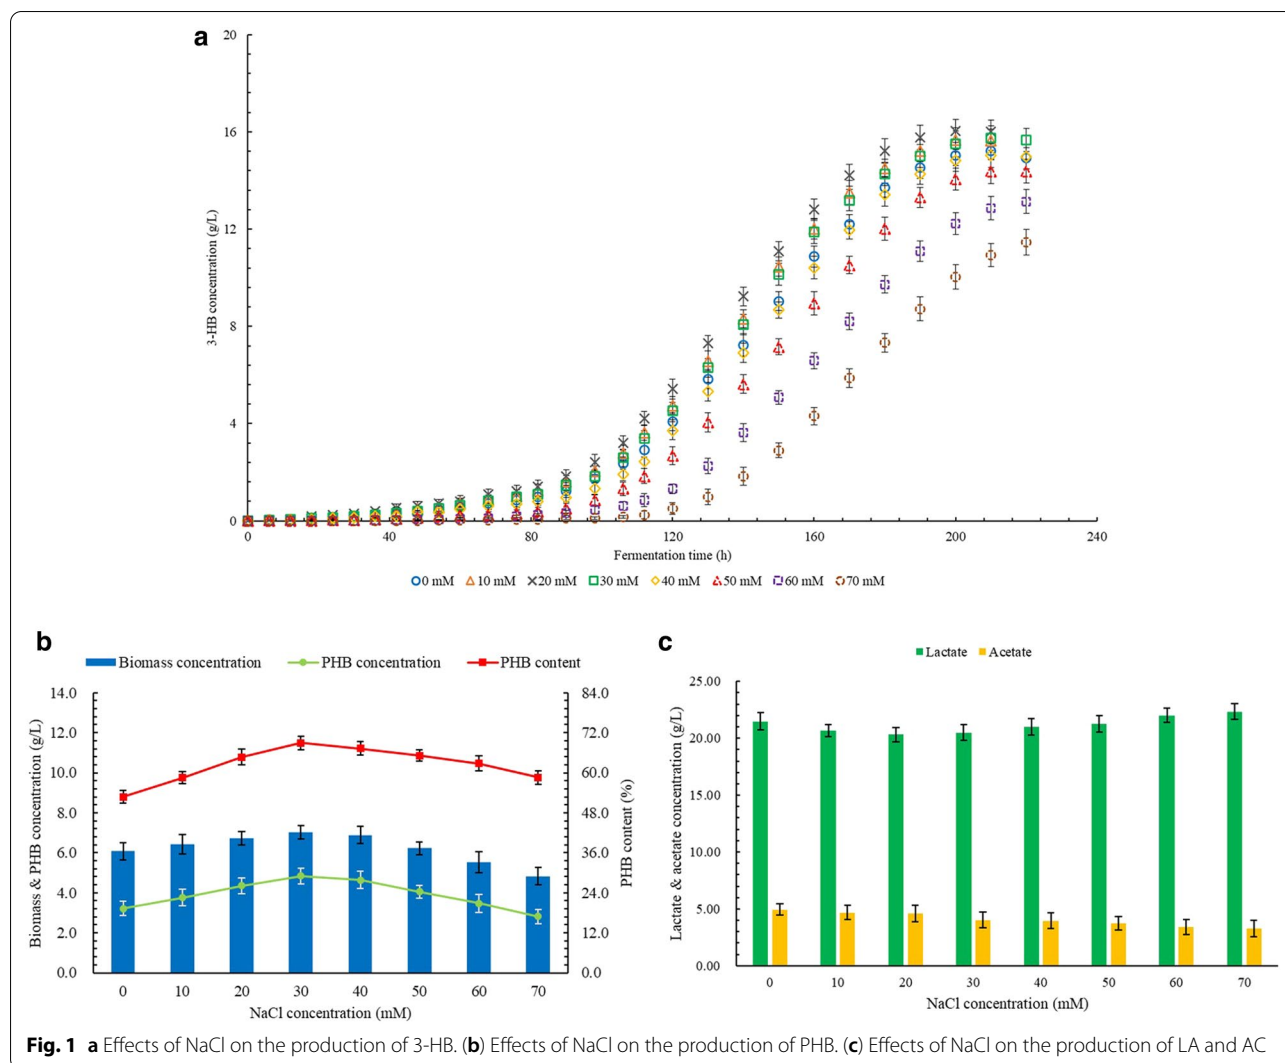 a
20
16
12
8
4
0
3-HB concentration (g/L)
0 40 80 120 160 200 240
Fermentation time (h)
0 mM 10 mM 20 mM 30 mM 40 mM 50 mM 60 mM 70 mM
b
Biomass concentration PHB concentration PHB content
14.0
12.0
10.0
8.0
6.0
4.0
2.0
0.0
Biomass & PHB concentration (g/L)
84.0
72.0
60.0
48.0
36.0
24.0
12.0
0.0
PHB content (%)
0 10 20 30 40 50 60 70
NaCl concentration (mM)
c
Lactate Acetate
25.00
20.00
15.00
10.00
5.00
0.00
Lactate & acetate concentration (g/L)
0 10 20 30 40 50 60 70
NaCl concentration (mM)
Fig. 1 a Effects of NaCl on the production of 3-HB. (b) Effects of NaCl on the production of PHB. (c) Effects of NaCl on the production of LA and AC